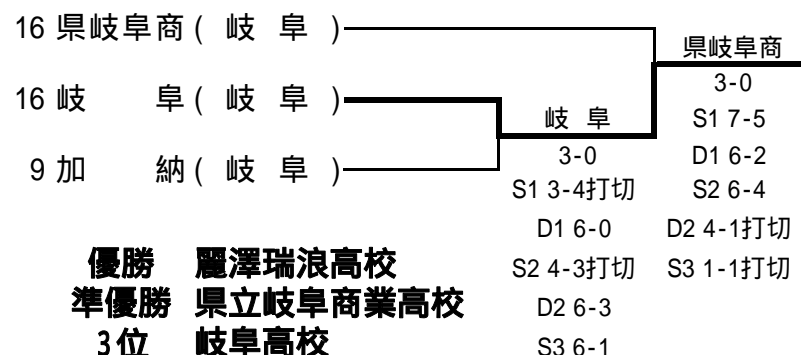 16 県岐阜商 ( 岐 阜 )
県岐阜商
3-0
16 岐 阜 ( 岐 阜 )
岐 阜
S1 7-5
9 加 納 ( 岐 阜 )
3-0
D1 6-2
S1 3-4打切
S2 6-4
D1 6-0
D2 4-1打切
優勝 麗澤瑞浪高校
S2 4-3打切
S3 1-1打切
準優勝 県立岐阜商業高校
D2 6-3
3位 岐阜高校
S3 6-1